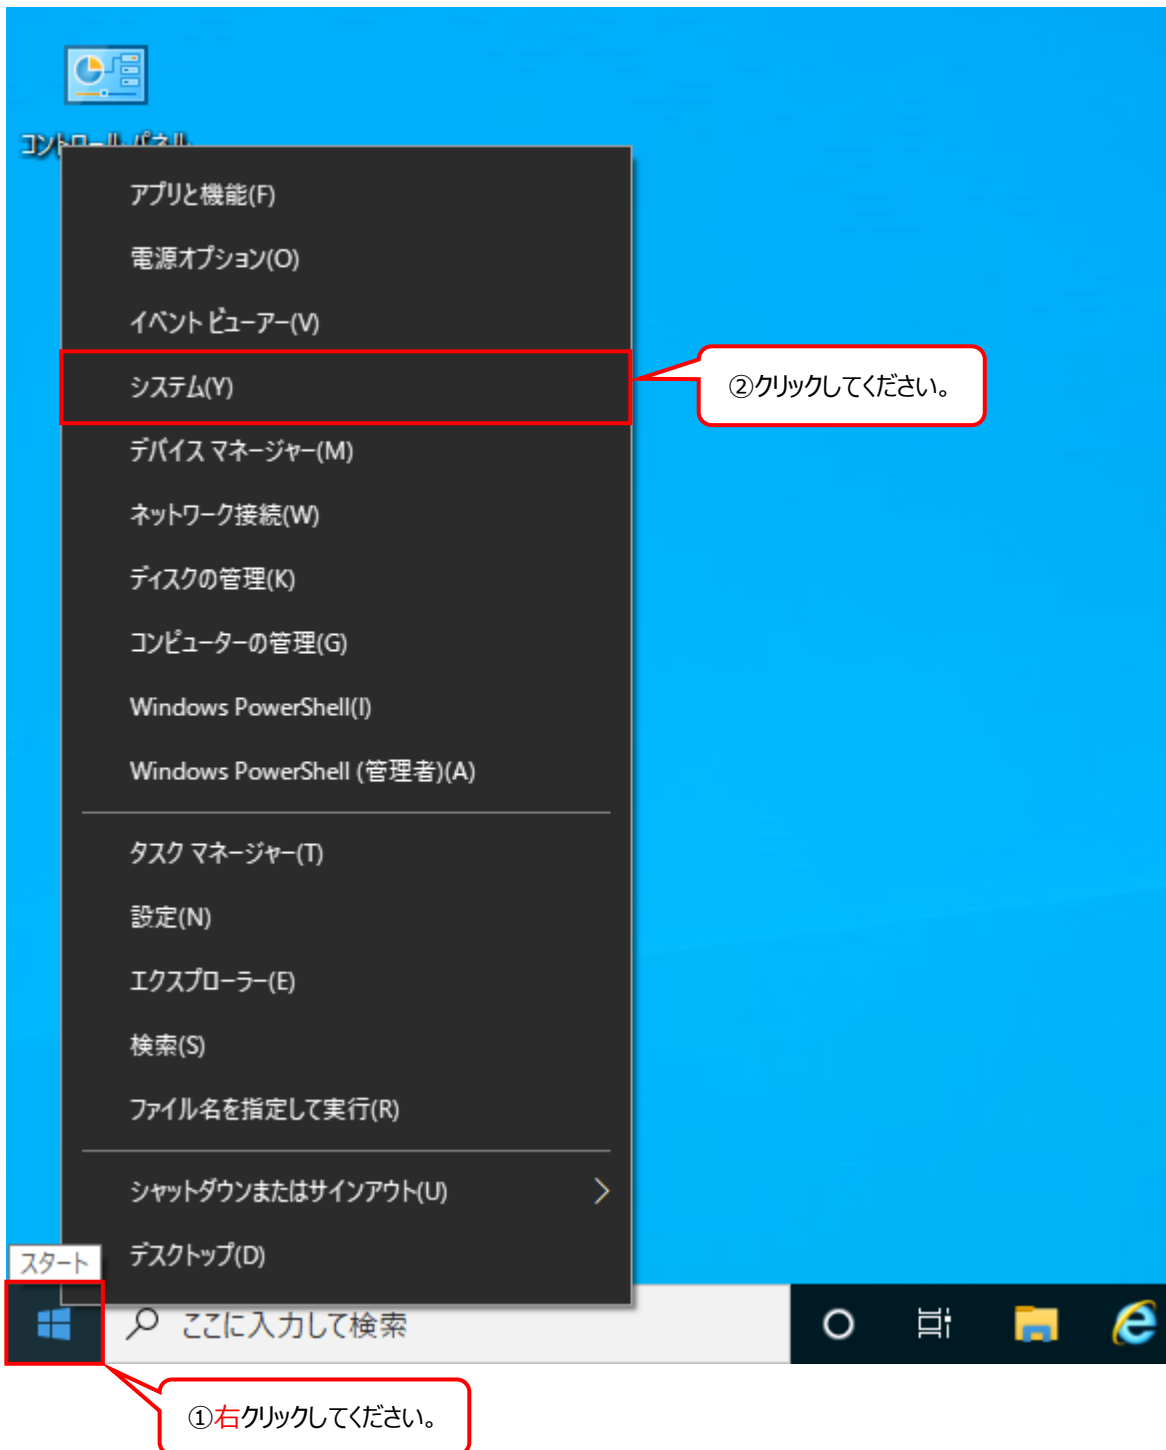 コントロール パネル
アプリと機能(F)
電源オプション(O)
イベント ビューアー(V)
システム(Y)
②クリックしてください。
デバイス マネージャー(M)
ネットワーク接続(W)
ディスクの管理(K)
コンピューターの管理(G)
Windows PowerShell(I)
Windows PowerShell (管理者)(A)
タスク マネージャー(T)
設定(N)
エクスプローラー(E)
検索(S)
ファイル名を指定して実行(R)
シャットダウンまたはサインアウト(U)
デスクトップ(D)
スタート
ここに入力して検索
①右クリックしてください。